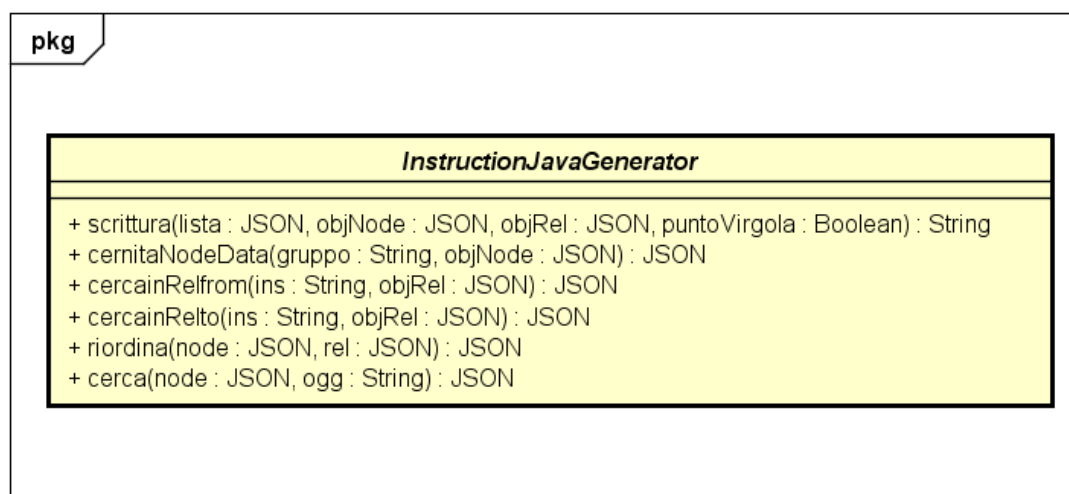 pkg
InstructionJavaGenerator
+ scrittura(lista : JSON, objNode : JSON, objRel : JSON, puntoVirgola : Boolean) : String
+ cernitaNodeData(gruppo : String, objNode : JSON) : JSON
+ cercainRelfrom(ins : String, objRel : JSON) : JSON
+ cercainRelto(ins : String, objRel : JSON) : JSON
+ riordina(node : JSON, rel : JSON) : JSON
+ cerca(node : JSON, ogg : String) : JSON